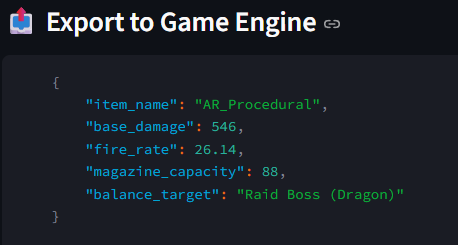 Export to Game Engine
{
"item_name": "AR_Procedural",
"base_damage": 546,
"fire_rate": 26.14,
"magazine_capacity": 88,
"balance_target": "Raid Boss (Dragon)"
}